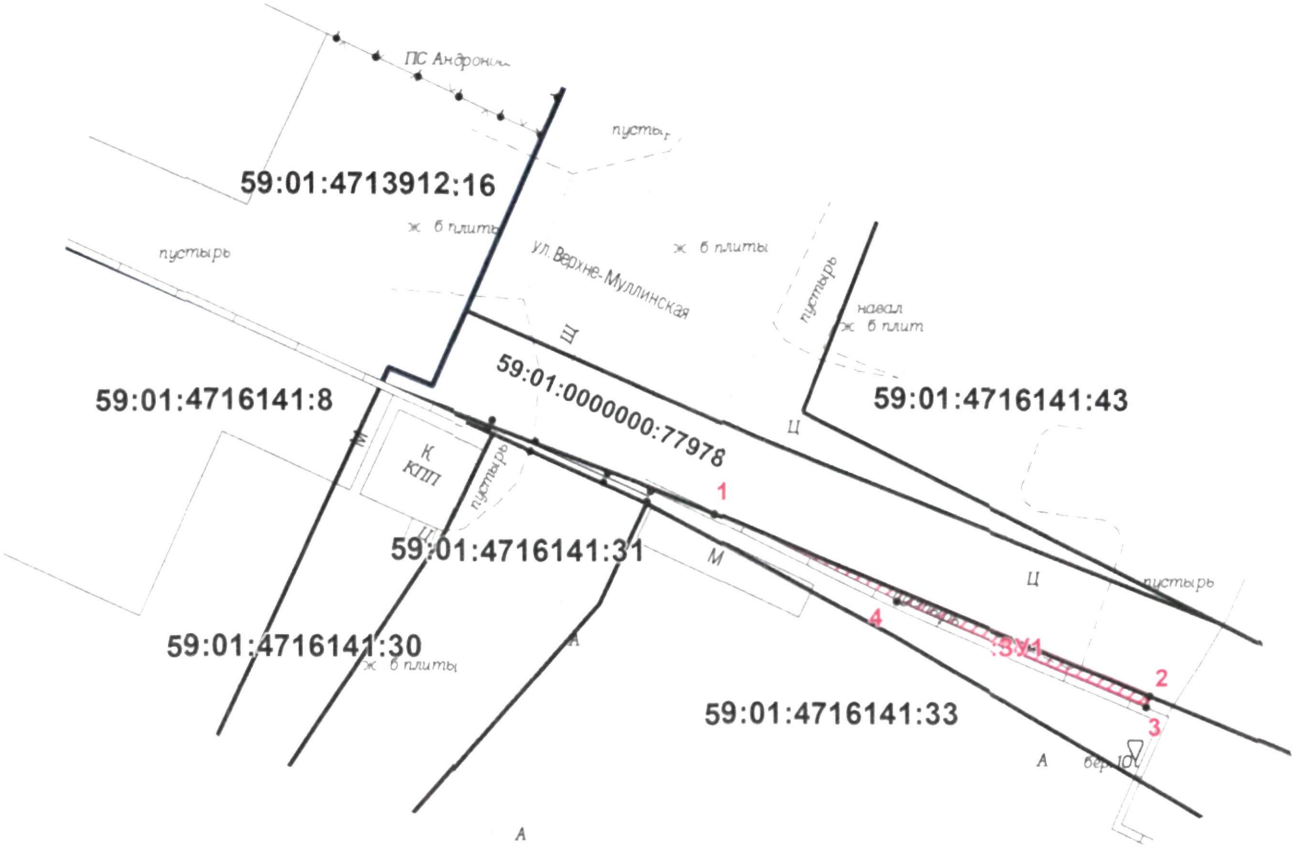 ПС Андрони
пусты
59:01:4713912:16
ж б плиты
ж б плиты
ул. Верхне-Муллинская
пустырь
пустырь
навал
ж б плит
Щ
59:01:0000000:77978
59:01:4716141:8
59:01:4716141:43
Ц
М
К
КПП
пустырь
1
Ц
59:01:4716141:31
М
Ц
пустырь
4
59:01:4716141:30
ж б плиты
А
2
3
59:01:4716141:33
А
бер.10
А